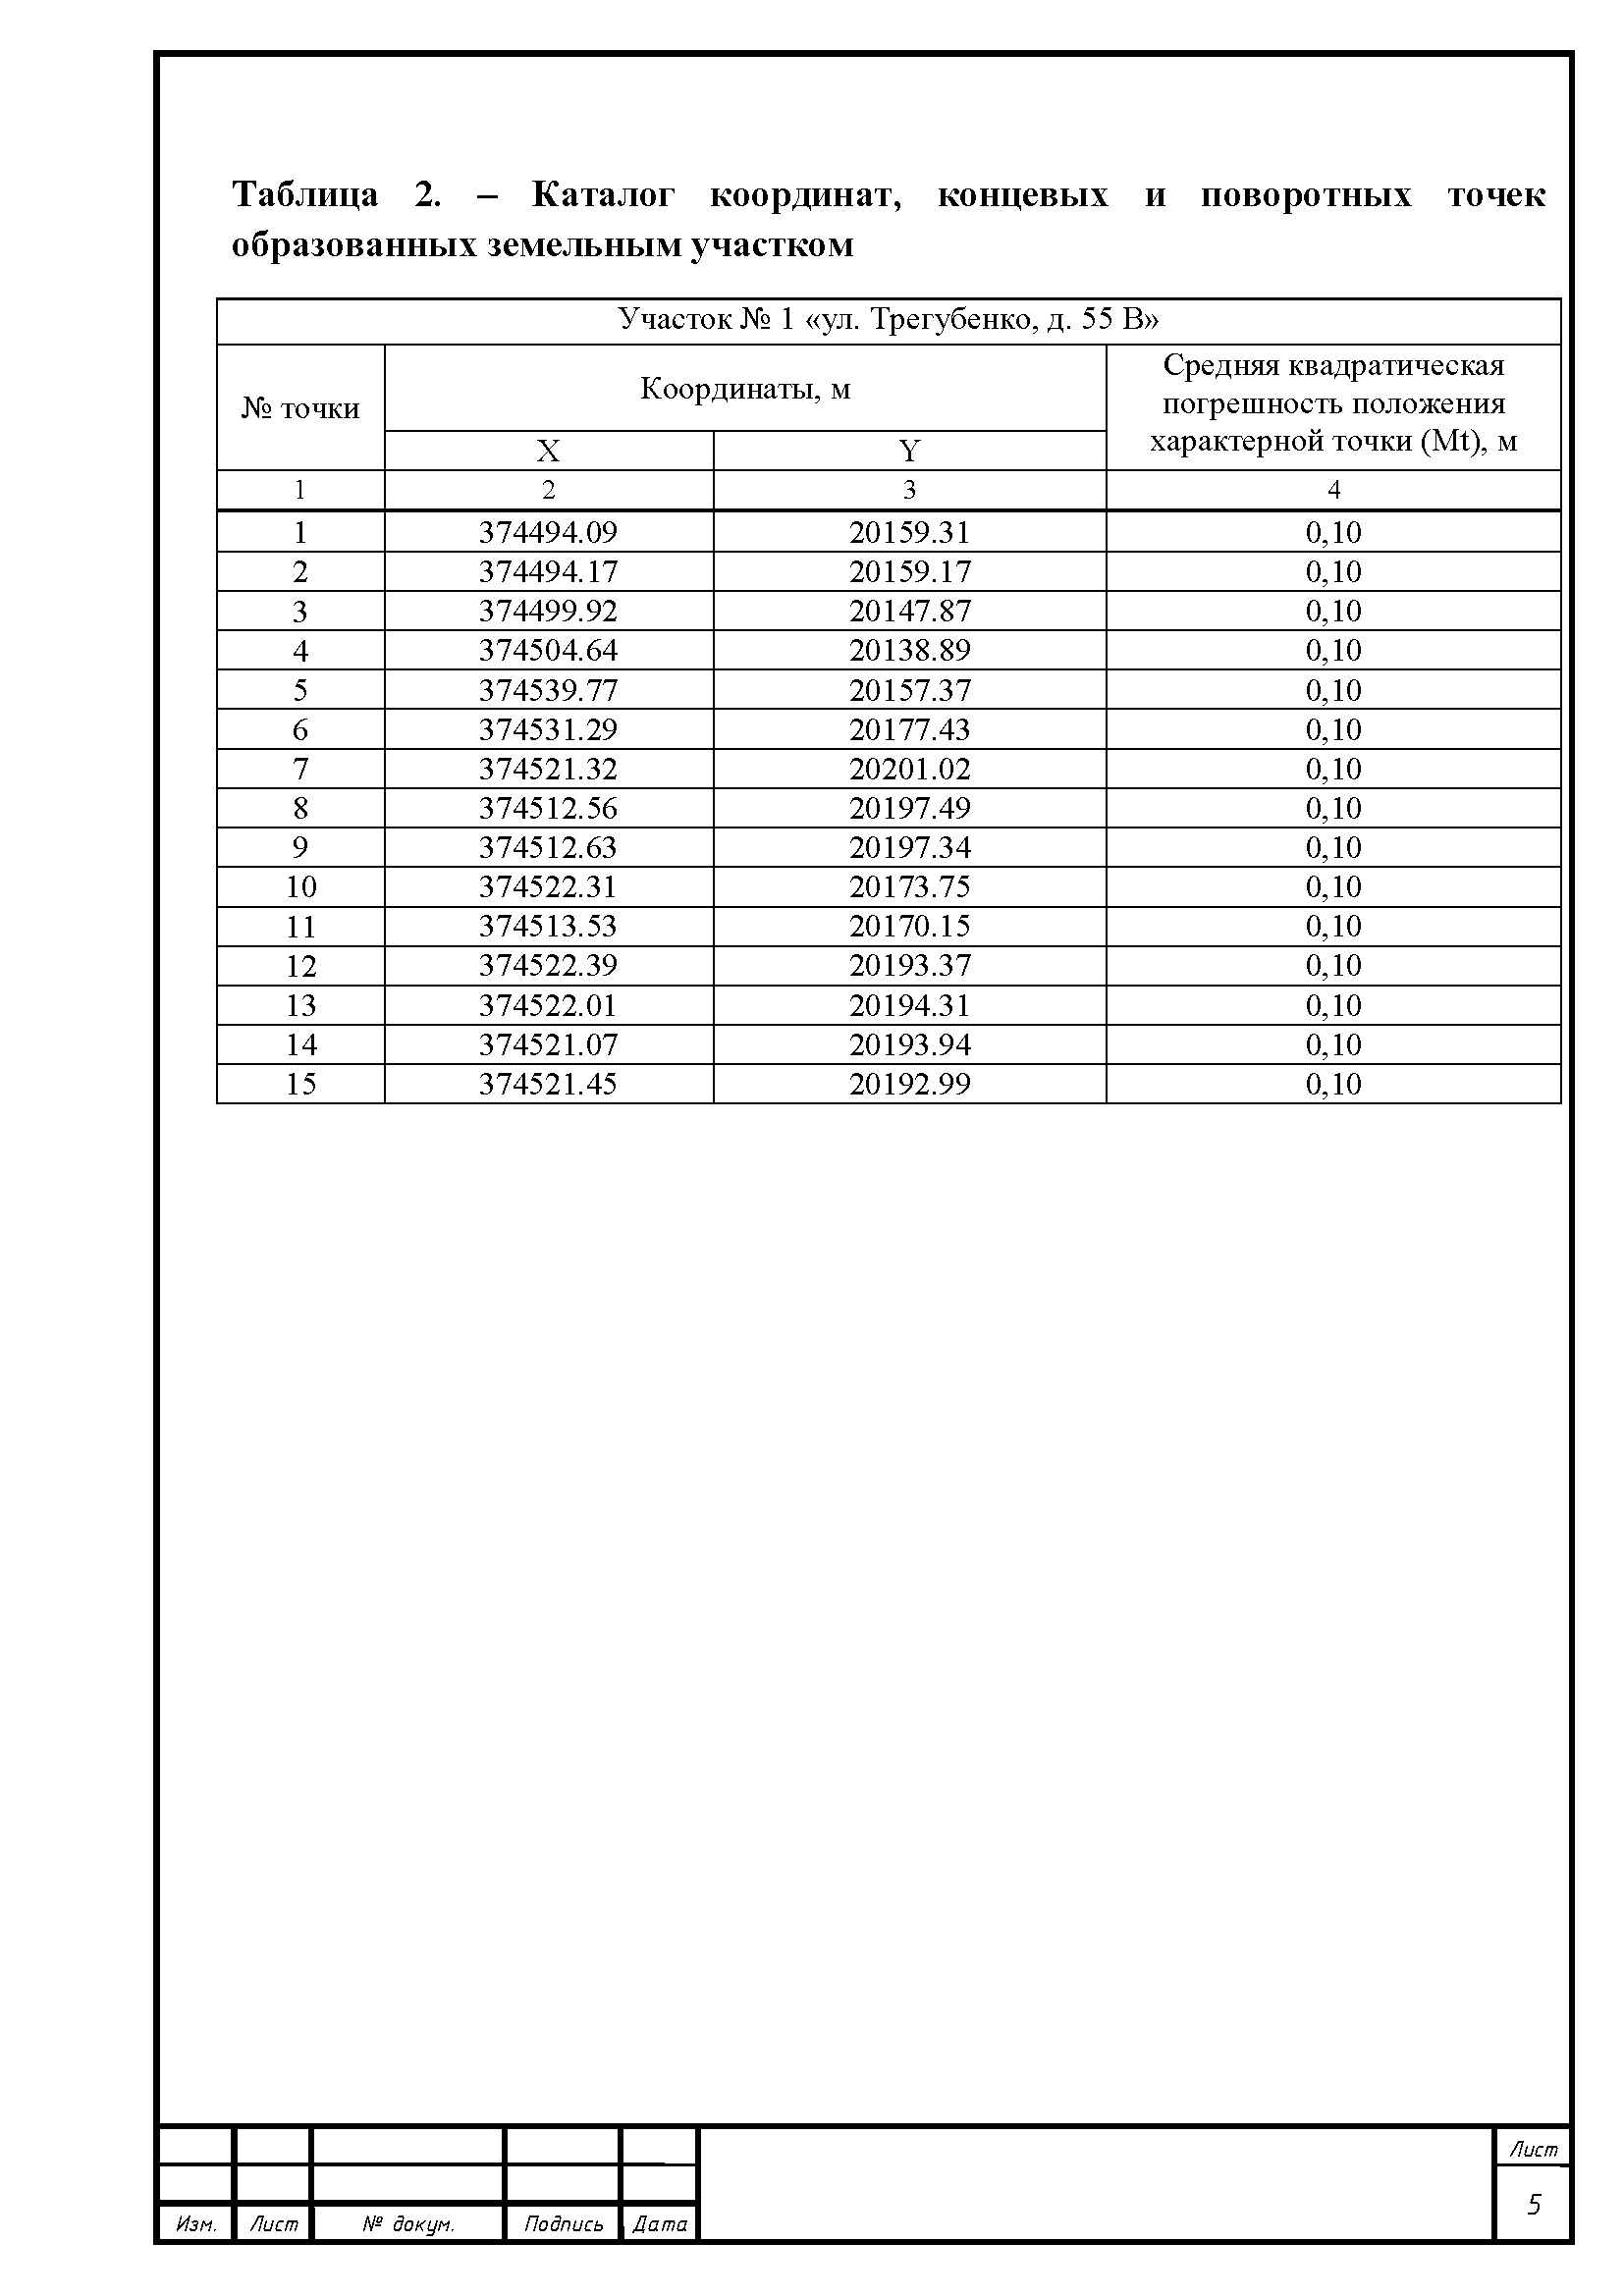 Таблица 2. – Каталог координат, концевых и поворотных точек
образованных земельным участком
Участок № 1 «ул. Трегубенко, д. 55 В»
№ точки
Координаты, м
Средняя квадратическая
погрешность положения
характерной точки (Mt), м
X Y
1 2 3 4
1 374494.09 20159.31 0,10
2 374494.17 20159.17 0,10
3 374499.92 20147.87 0,10
4 374504.64 20138.89 0,10
5 374539.77 20157.37 0,10
6 374531.29 20177.43 0,10
7 374521.32 20201.02 0,10
8 374512.56 20197.49 0,10
9 374512.63 20197.34 0,10
10 374522.31 20173.75 0,10
11 374513.53 20170.15 0,10
12 374522.39 20193.37 0,10
13 374522.01 20194.31 0,10
14 374521.07 20193.94 0,10
15 374521.45 20192.99 0,10
Лист
5
Изм. Лист № докум. Подпись Дата